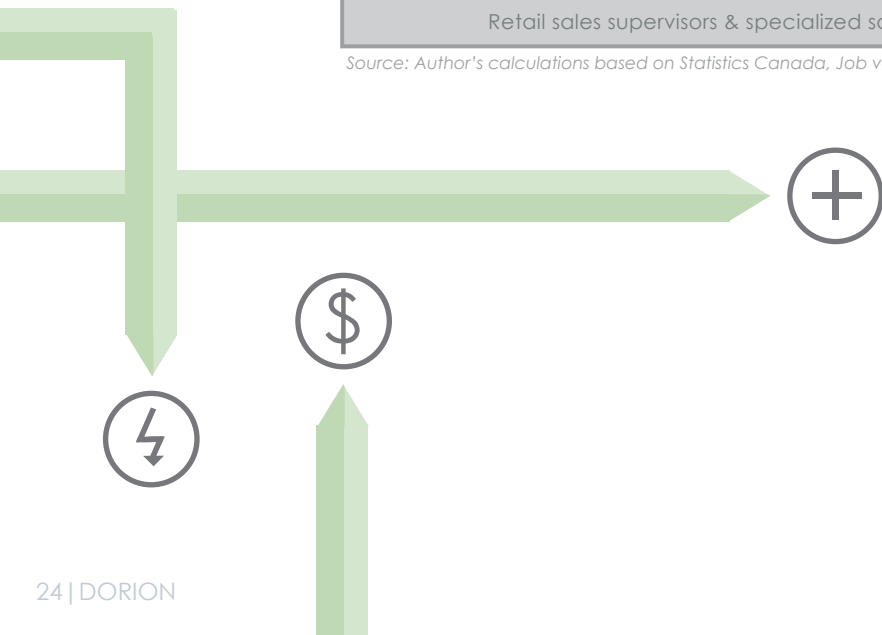 Retail sales supervisors & specialized
Source: Author's calculations based on Statistics Canada, Job
$
24|DORION